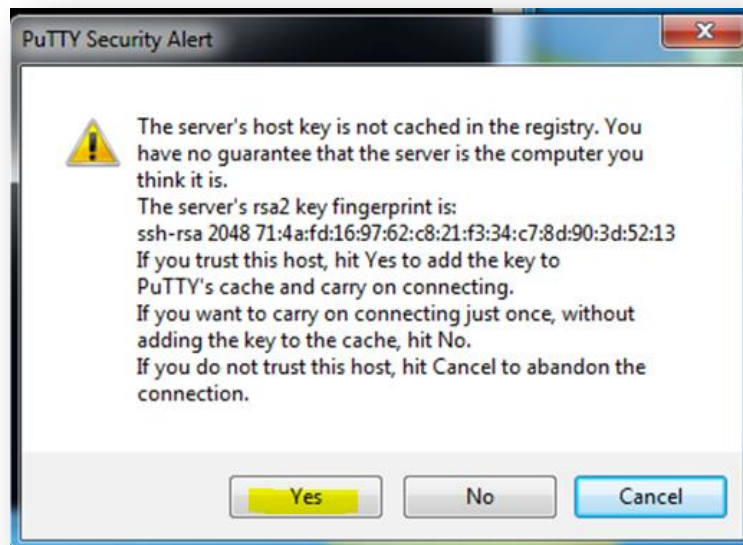 PuTTY Security Alert
The server's host key is not cached in the registry. You
have no guarantee that the server is the computer you
think it is.
The server's rsa2 key fingerprint is:
ssh-rsa 2048 71:4a:fd:16:97:62:c8:21:f3:34:c7:8d:90:3d:52:13
If you trust this host, hit Yes to add the key to
PuTTY's cache and carry on connecting.
If you want to carry on connecting just once, without
adding the key to the cache, hit No.
If you do not trust this host, hit Cancel to abandon the
connection.
Yes No Cancel